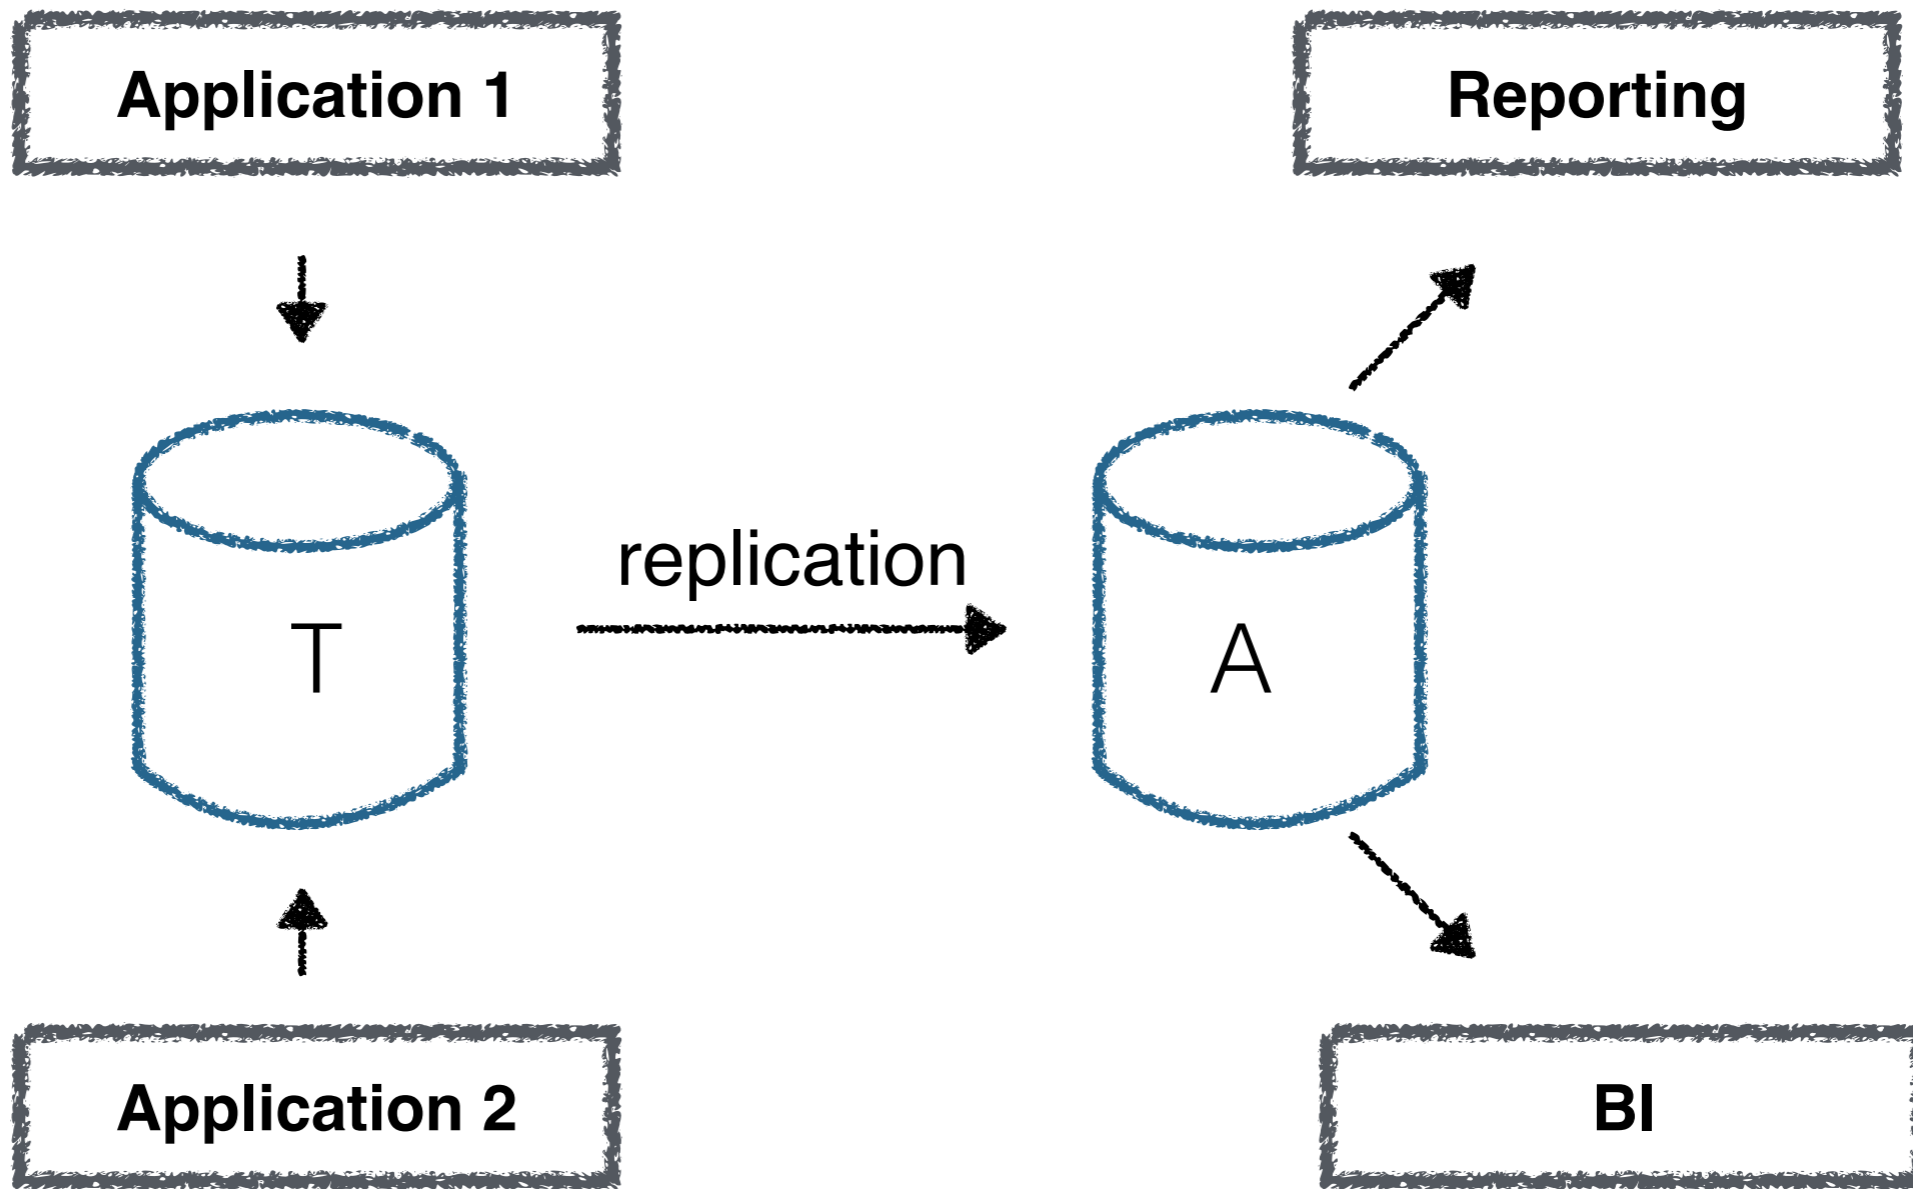 Application 1
Reporting
replication
T
A
Application 2
BI